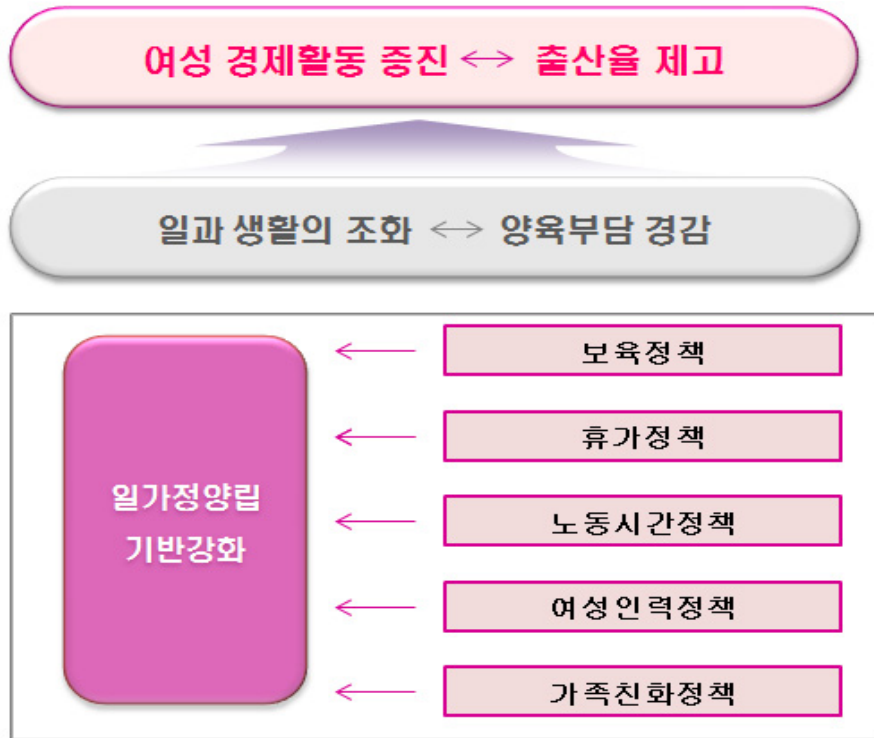 여성 경제활동 증진 ↔ 출산율 제고
일과 생활의 조화 ↔ 양육부담 경감
일가정양립
기반강화
보육정책
휴가정책
노동시간정책
여성인력정책
가족친화정책